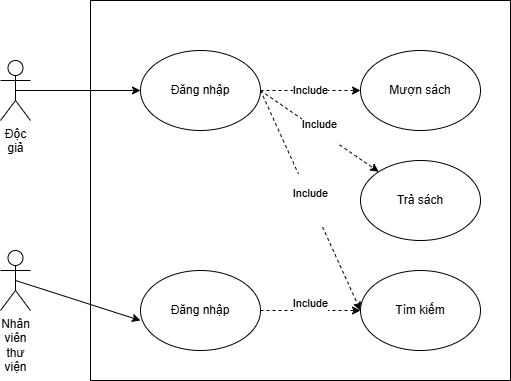 Đăng nhập
Include
Mượn sách
Độc
giả
Include
Include
Trả sách
Nhân
viên
thư
viện
Đăng nhập
Include
Tìm kiếm